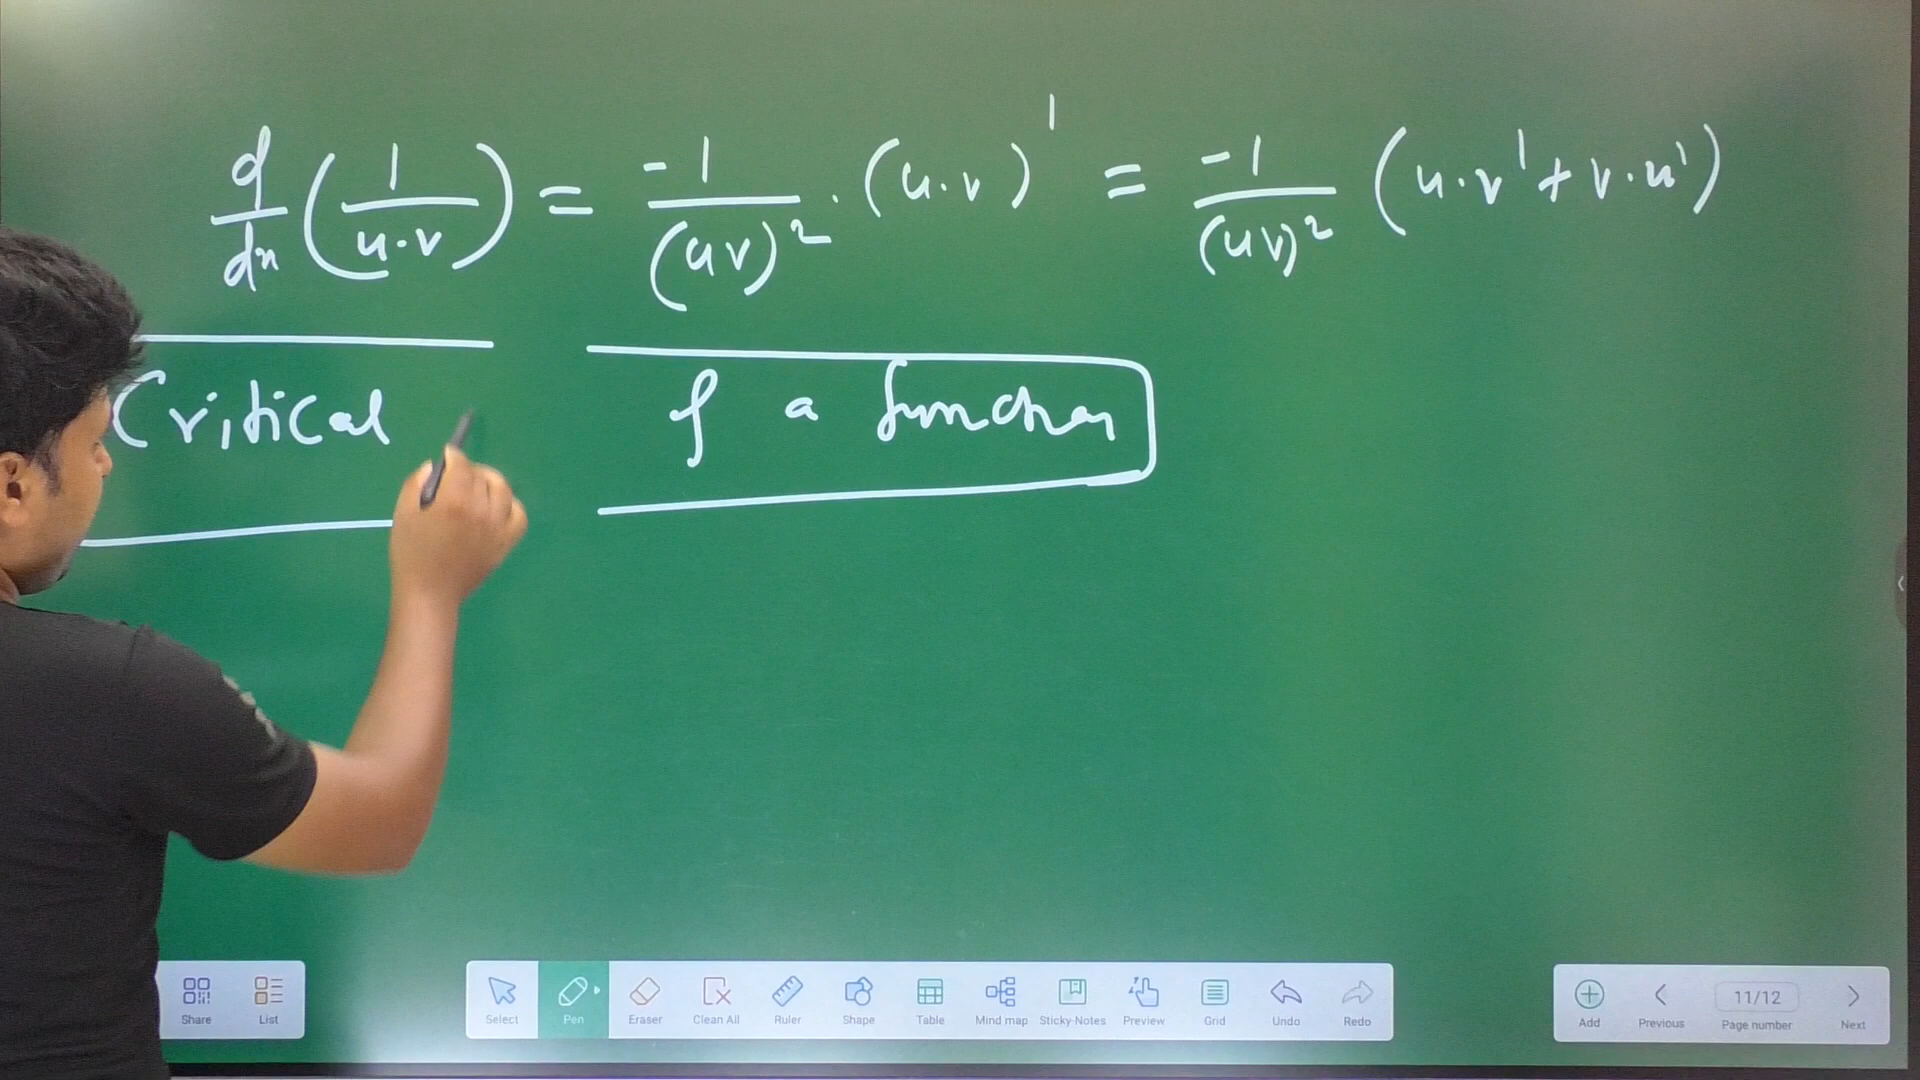 d/dx (1/u.v) = -1/(uv)² . (u.v)' = -1/(uv)² (u.v' + v.u')
Critical f a function
Share List Select Pen Eraser Clean All Ruler Shape Table Mind map Sticky-Notes Preview Grid Undo Redo Add Previous 11/12 Page number Next